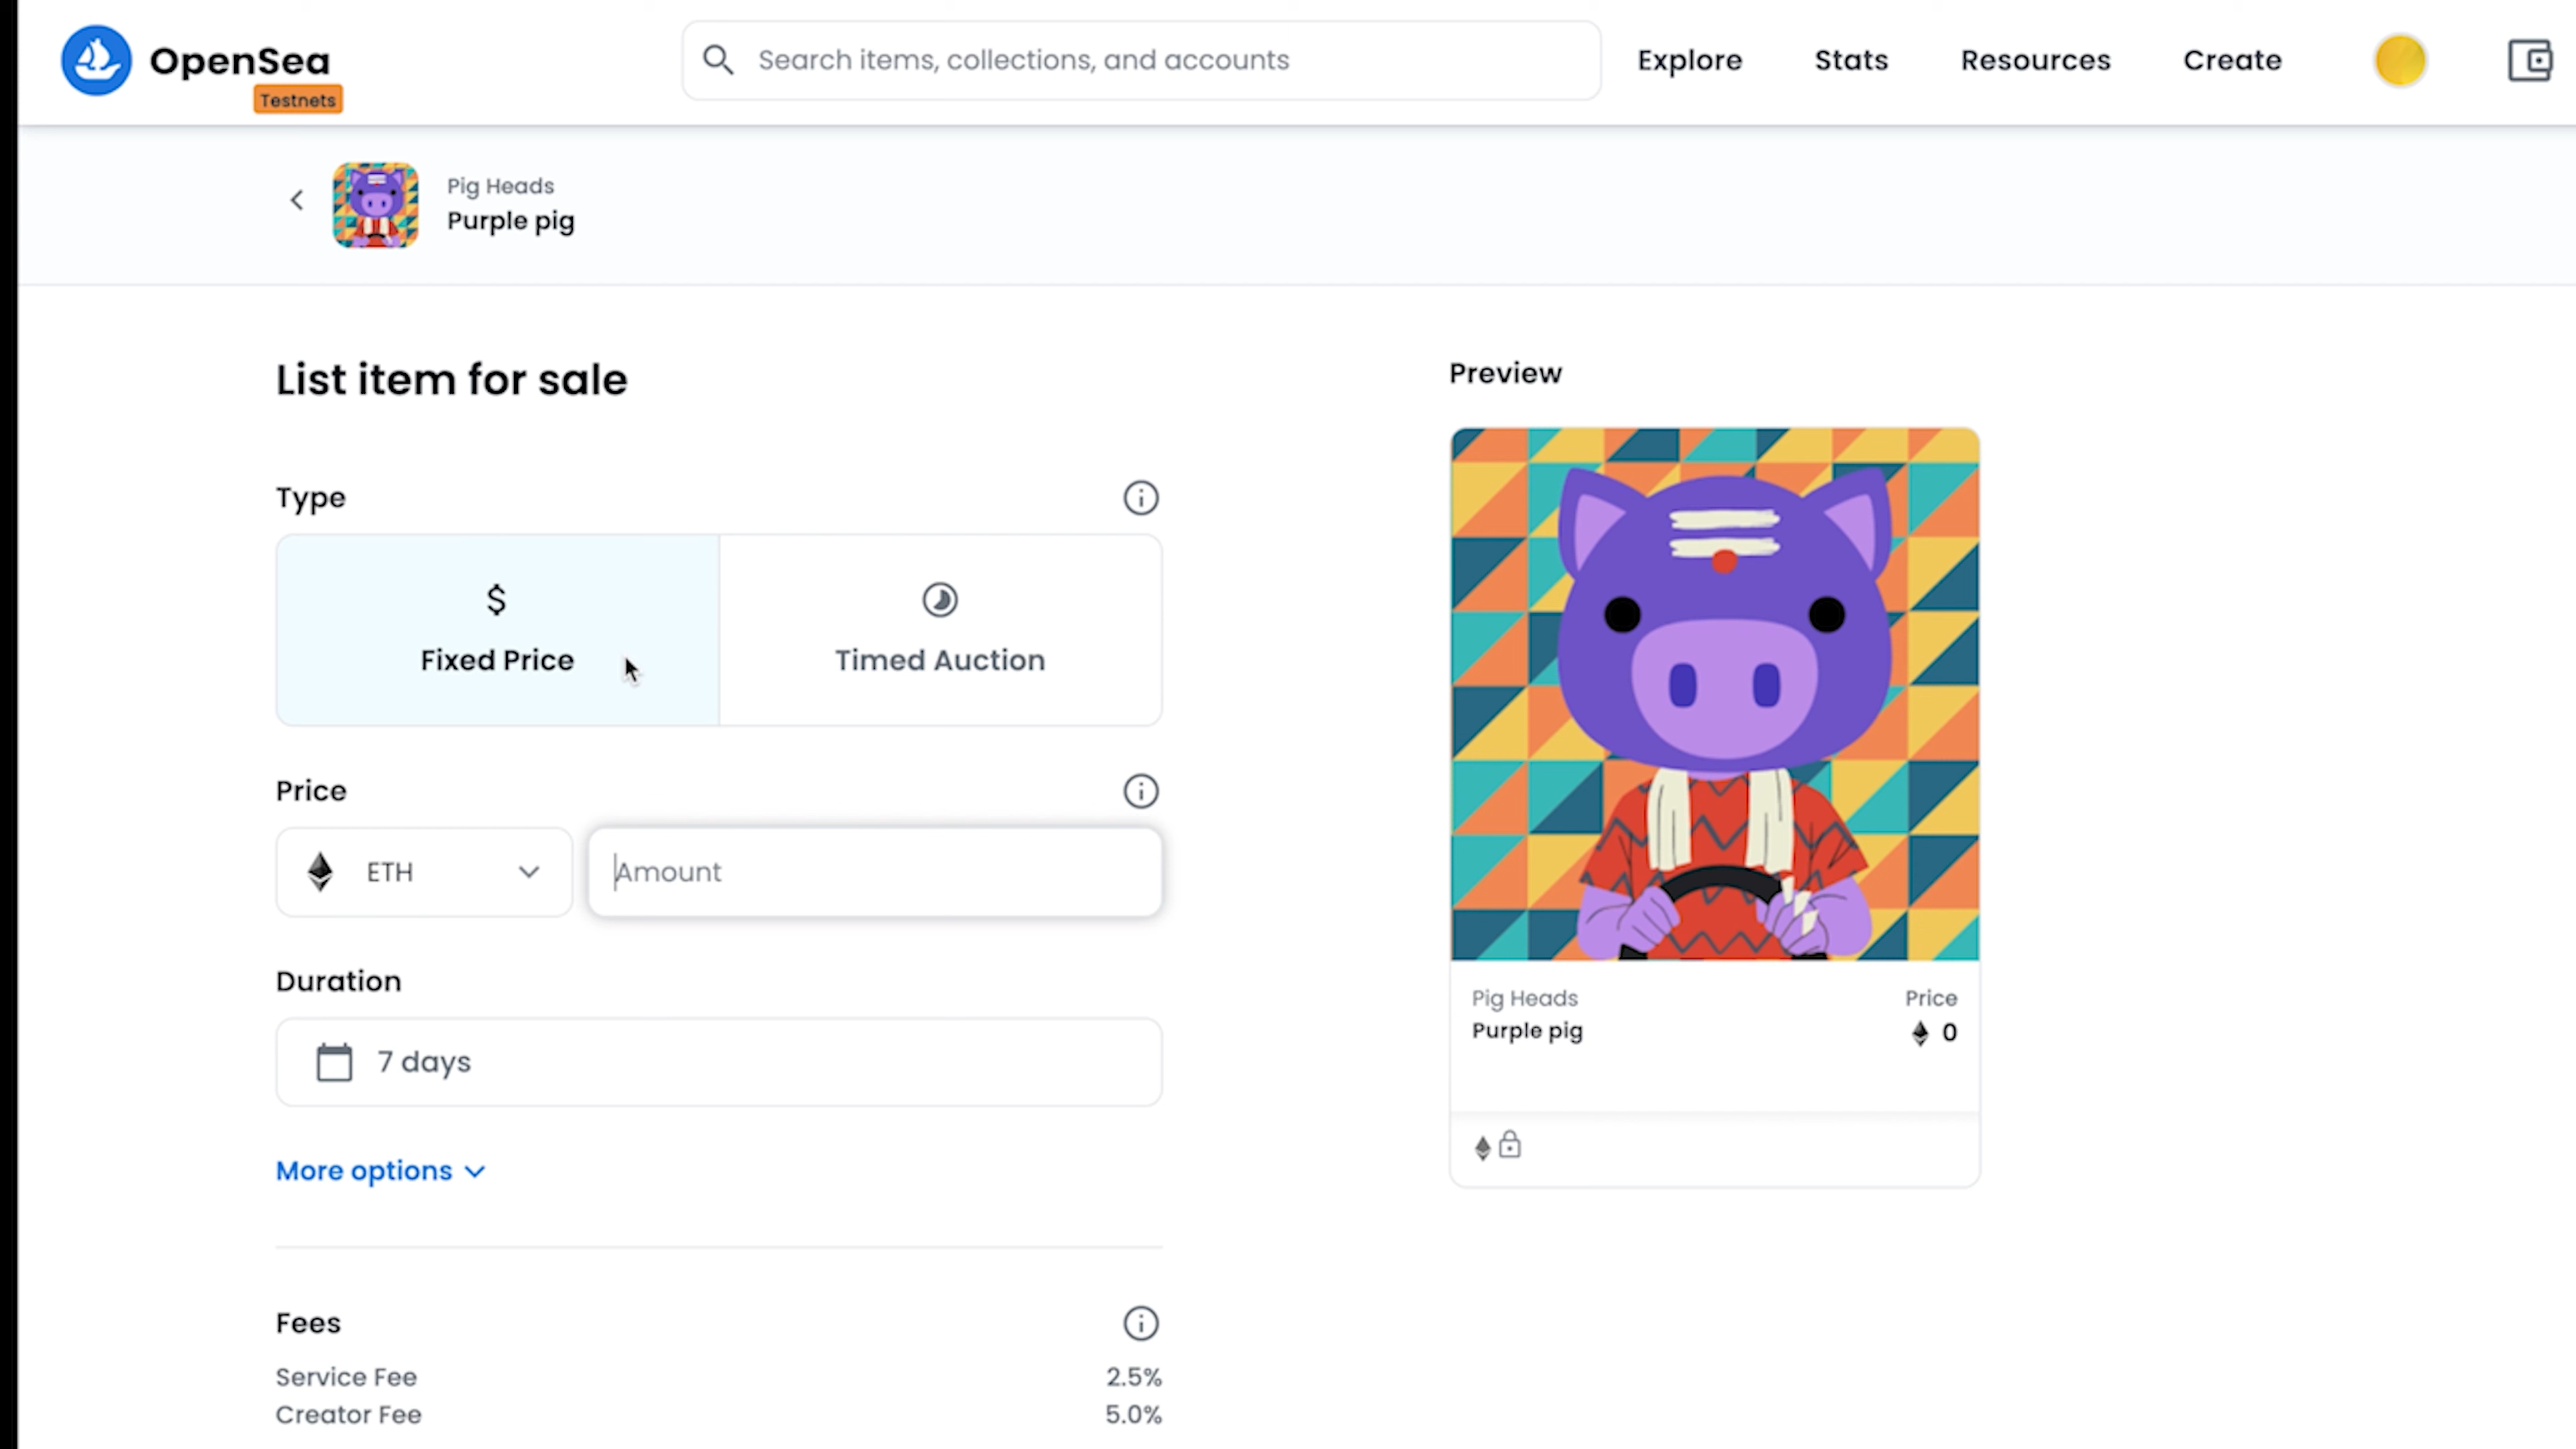 OpenSea
Testnets
Search items, collections, and accounts
Explore
Stats
Resources
Create
Pig Heads
Purple pig
List item for sale
Preview
Type
$
Fixed Price
Timed Auction
Price
ETH
Amount
Duration
7 days
More options
Pig Heads
Purple pig
Price
0
Fees
Service Fee 2.5%
Creator Fee 5.0%